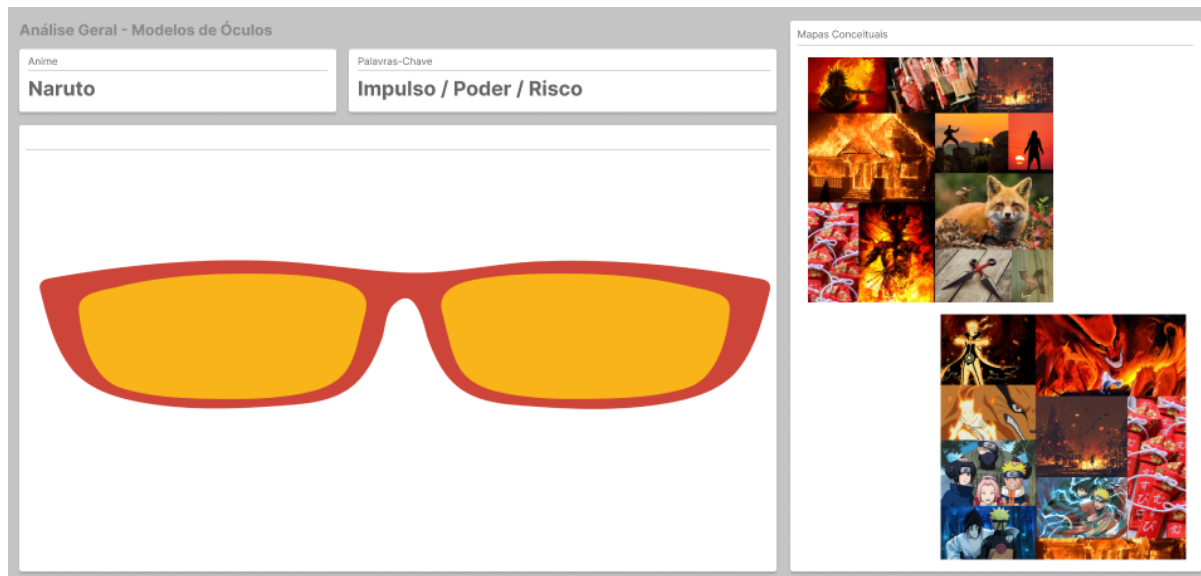 Análise Geral - Modelos de Óculos
Anime
Naruto
Palavras-Chave
Impulso / Poder / Risco
Mapas Conceituais